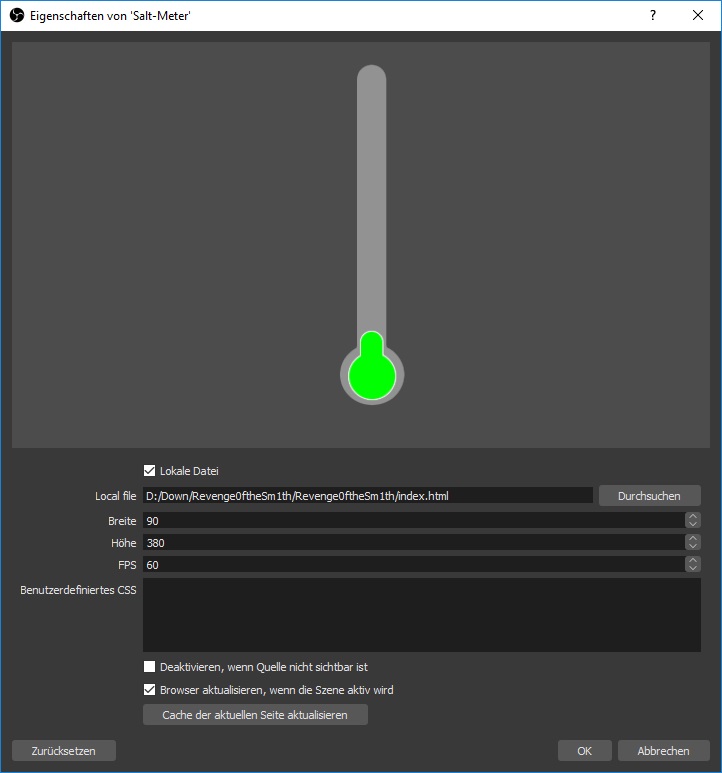 Eigenschaften von 'Salt-Meter'
?
Lokale Datei
Local file D:/Down/Revenge0ftheSm1th/Revenge0ftheSm1th/index.html Durchsuchen
Breite 90
Höhe 380
FPS 60
Benutzerdefiniertes CSS
Deaktivieren, wenn Quelle nicht sichtbar ist
Browser aktualisieren, wenn die Szene aktiv wird
Cache der aktuellen Seite aktualisieren
Zurücksetzen OK Abbrechen